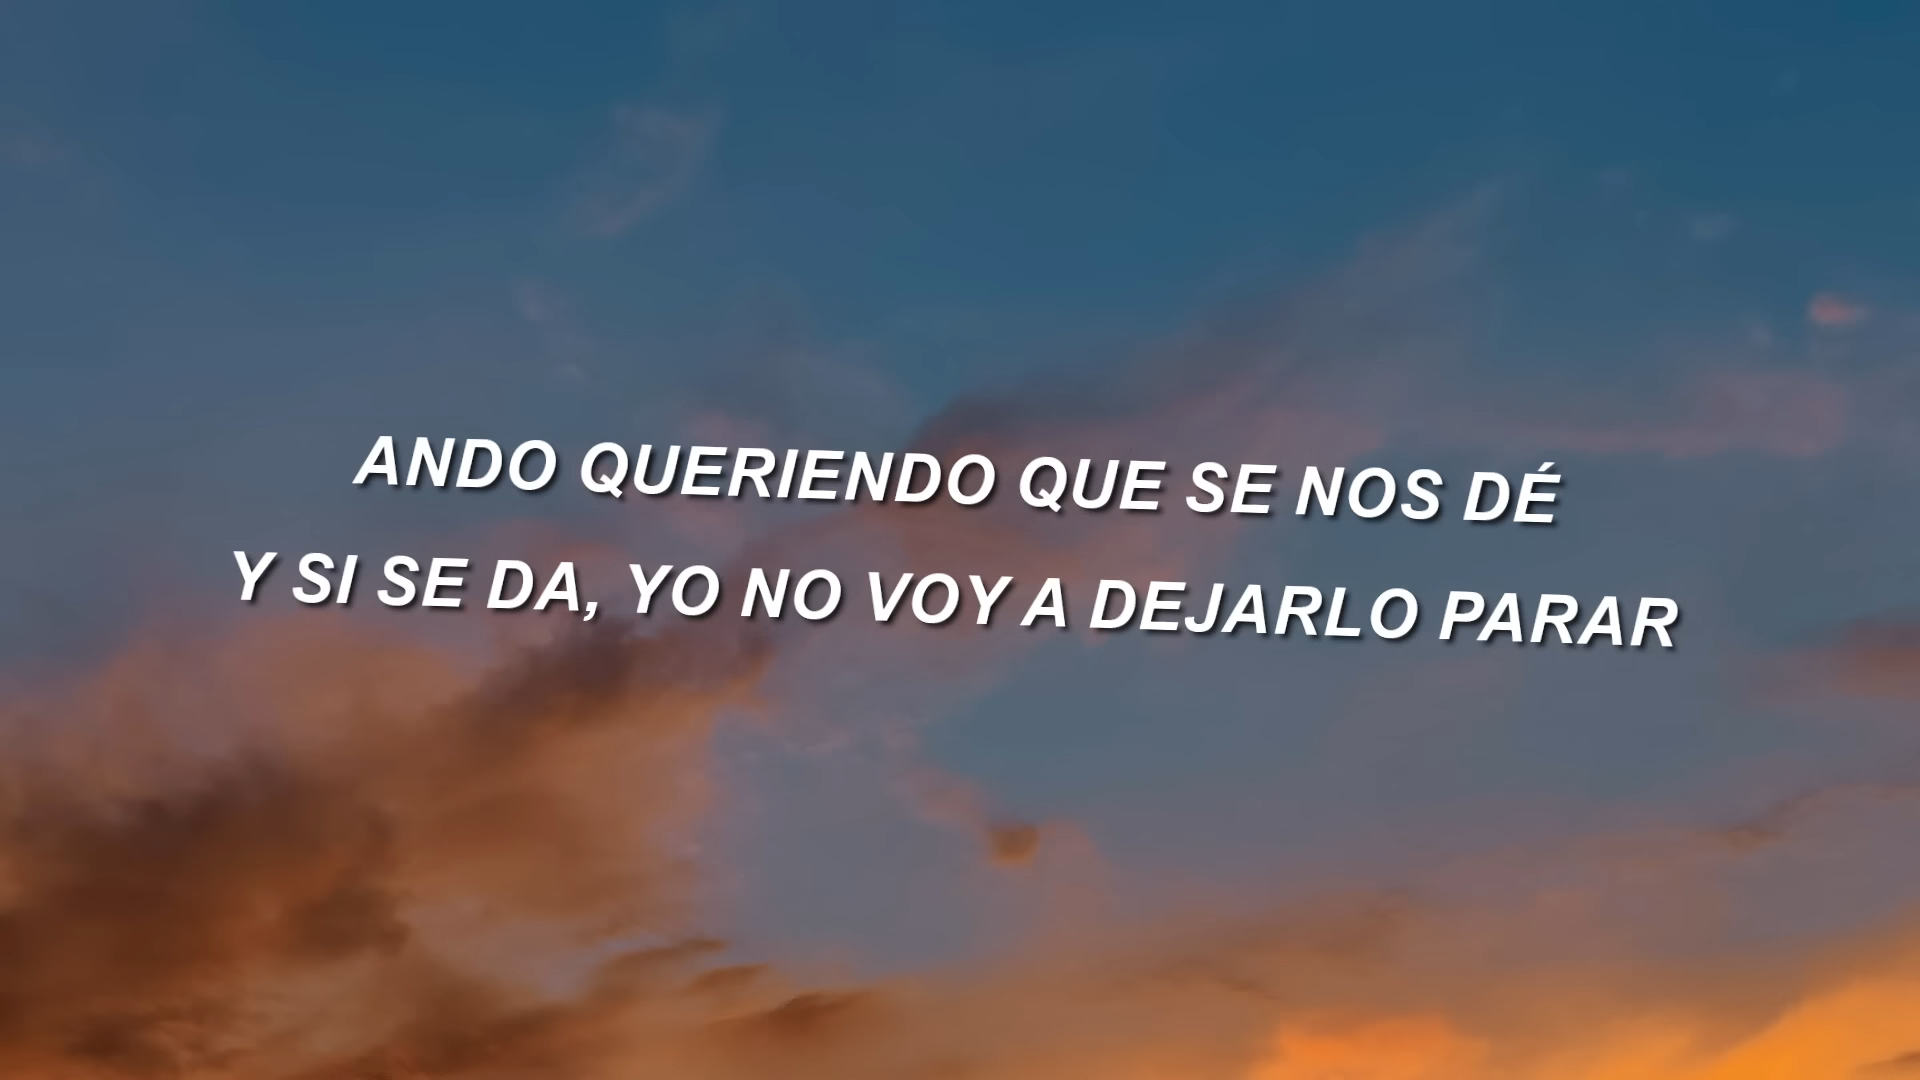 ANDO QUERIENDO QUE SE NOS DÉ
Y SI SE DA, YO NO VOY A DEJARLO PARAR